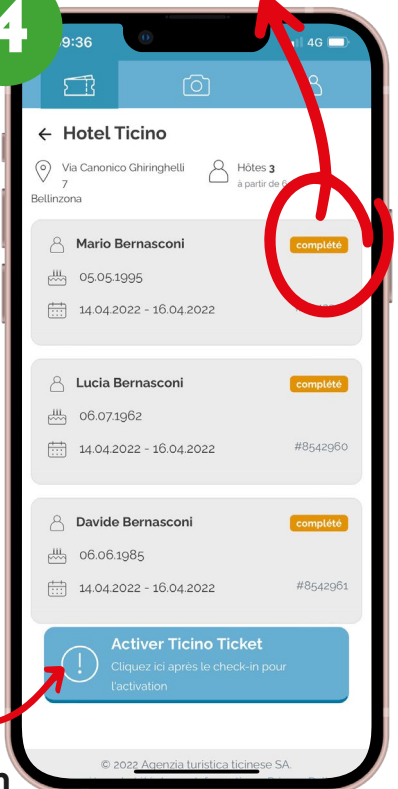 4
9:36
4G
← Hotel Ticino
Via Canonico Ghiringhelli
7
Bellinzona
Hôtes 3
à partir de 6
Mario Bernasconi
complété
05.05.1995
14.04.2022 - 16.04.2022
Lucia Bernasconi
complété
06.07.1962
14.04.2022 - 16.04.2022
#8542960
Davide Bernasconi
complété
06.06.1985
14.04.2022 - 16.04.2022
#8542961
Activer Ticino Ticket
Cliquez ici après le check-in pour
l'activation
© 2022 Agenzia turistica ticinese SA.